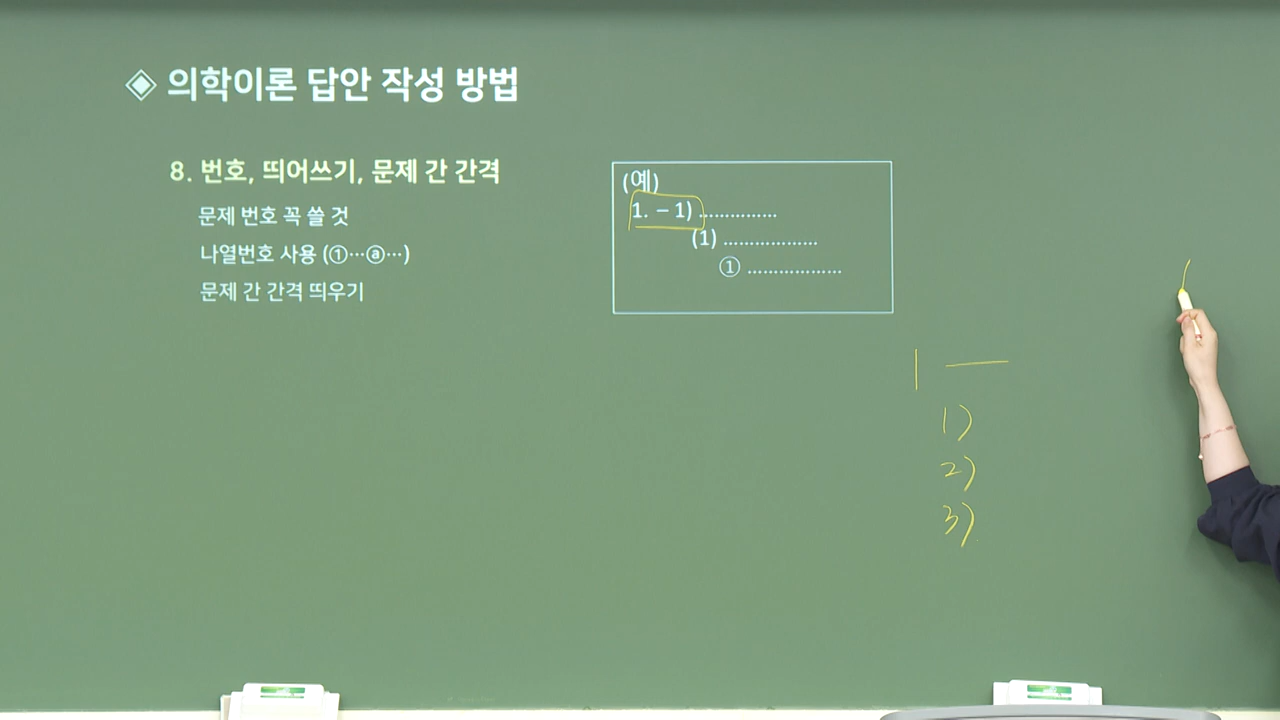 ◈ 의학이론 답안 작성 방법
8. 번호, 띄어쓰기, 문제 간 간격
문제 번호 꼭 쓸 것
나열번호 사용 (①…ⓐ…)
문제 간 간격 띄우기
(예)
1. – 1) ……………
(1) ………………
① ………………
1 —
1)
2)
3)